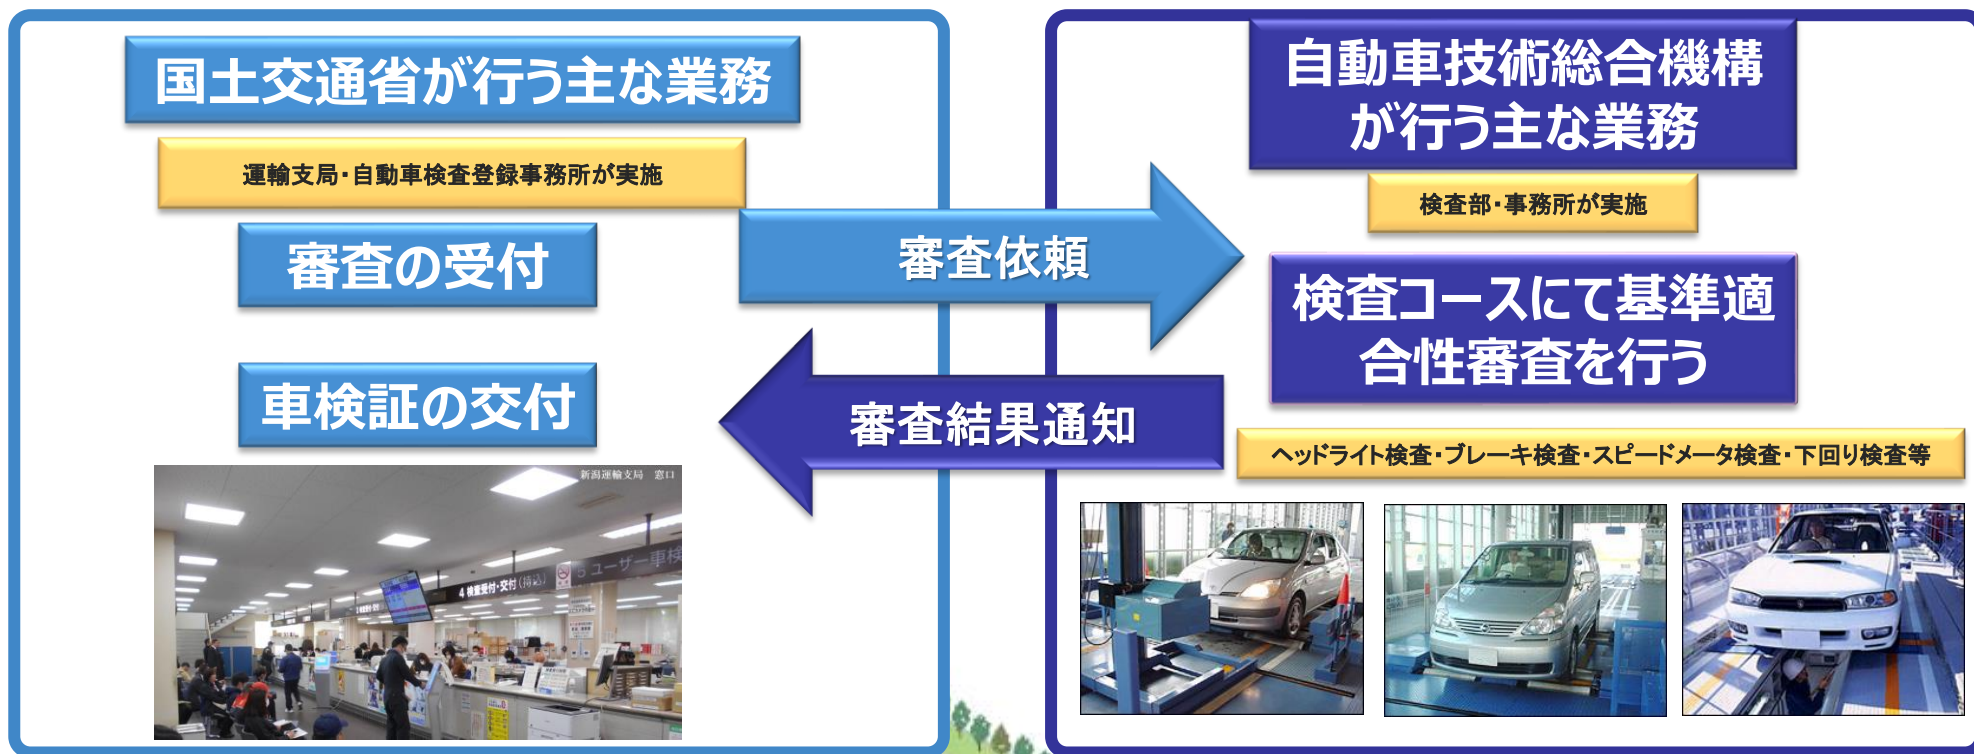 国土交通省が行う主な業務
運輸支局・自動車検査登録事務所が実施
審査の受付
車検証の交付
新潟運輸支局　窓口
4 検査受付・交付(持込)
5 ユーザー車検
審査依頼
審査結果通知
自動車技術総合機構
が行う主な業務
検査部・事務所が実施
検査コースにて基準適
合性審査を行う
ヘッドライト検査・ブレーキ検査・スピードメータ検査・下回り検査等